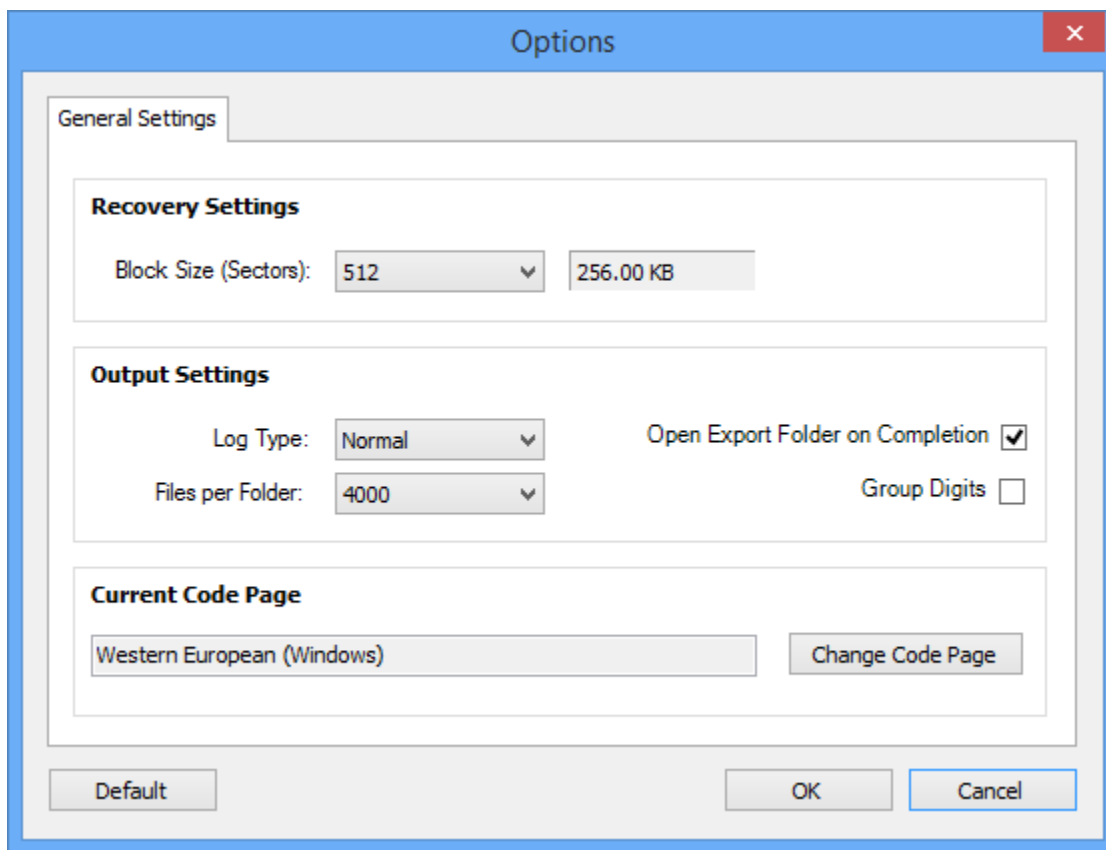 Options
General Settings
Recovery Settings
Block Size (Sectors): 512 256.00 KB
Output Settings
Log Type: Normal Open Export Folder on Completion
Files per Folder: 4000 Group Digits
Current Code Page
Western European (Windows) Change Code Page
Default OK Cancel